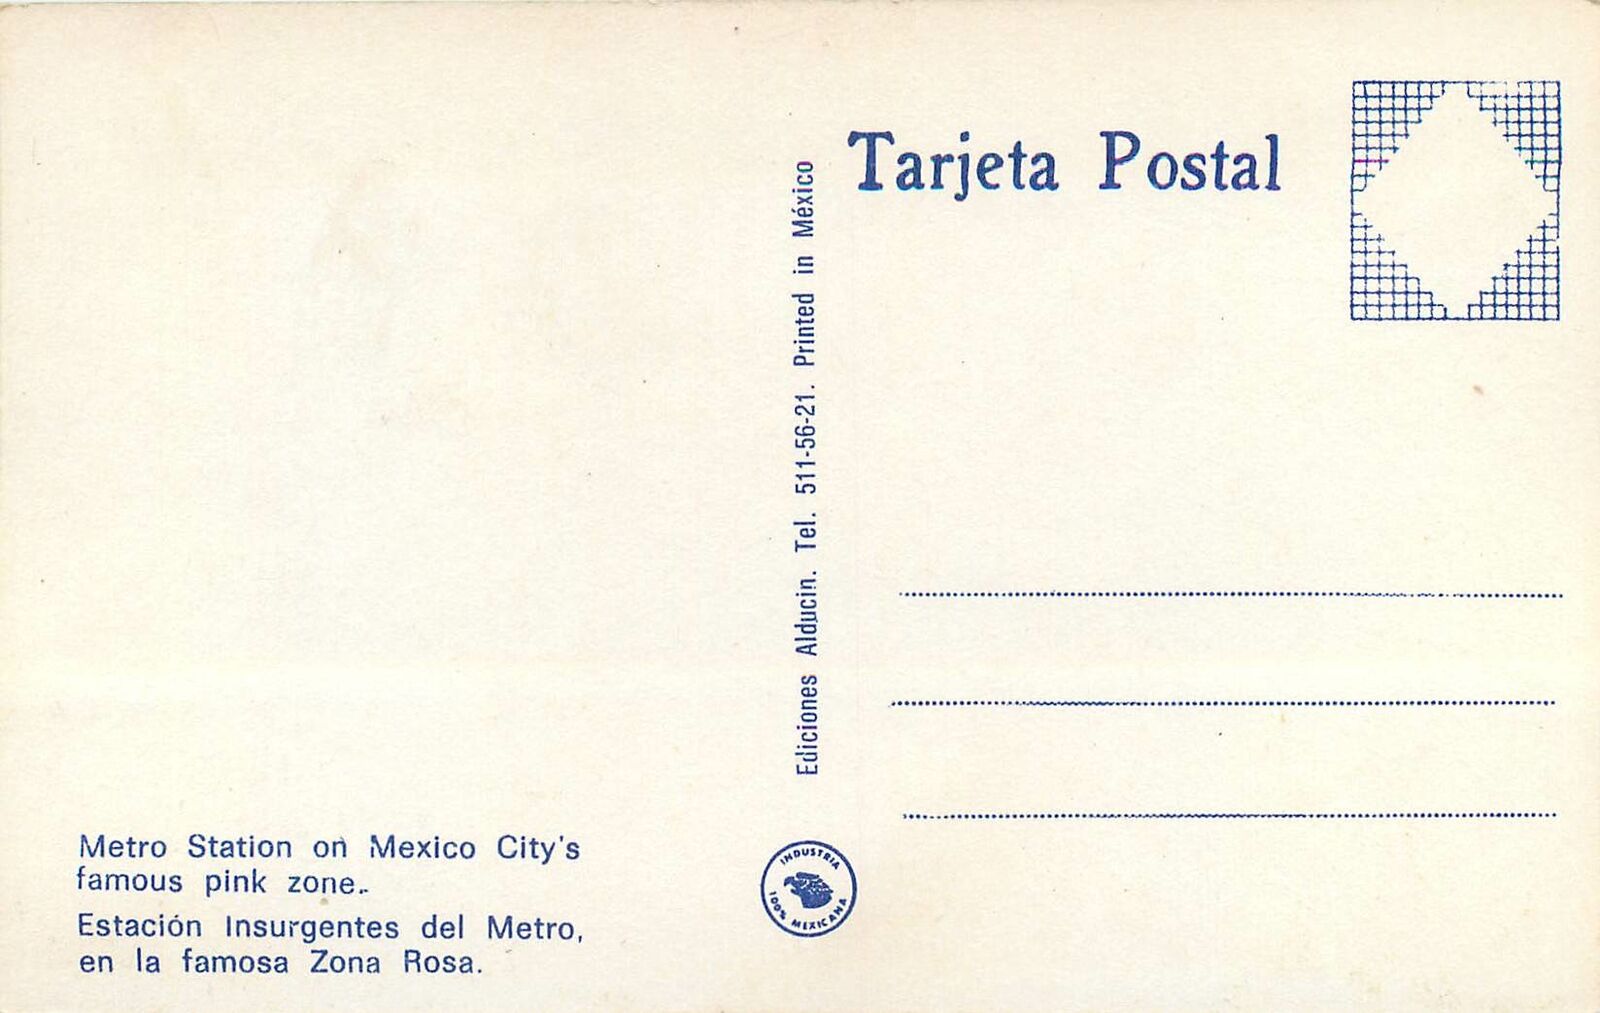 Tarjeta Postal
Ediciones Alducin. Tel. 511-56-21. Printed in México
Metro Station on Mexico City's
famous pink zone.
Estación Insurgentes del Metro,
en la famosa Zona Rosa.
INDUSTRIA
100% MEXICANA